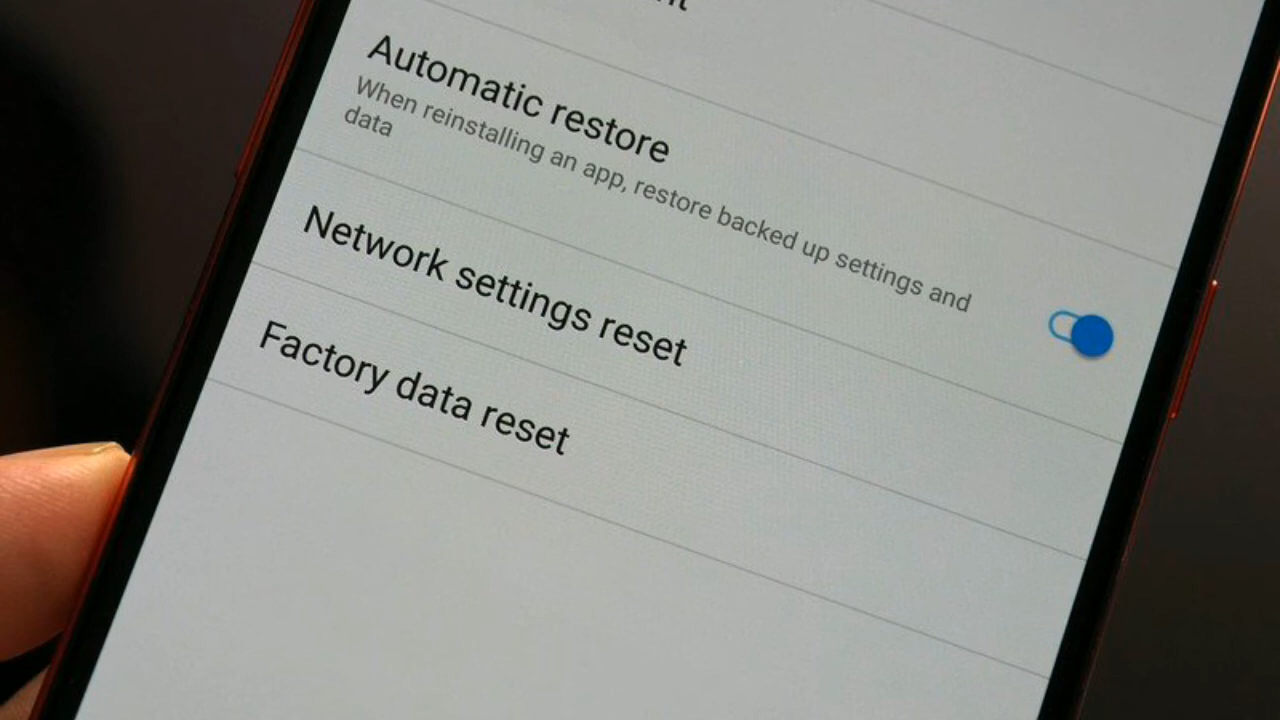 Automatic restore
When reinstalling an app, restore backed up settings and
data
Network settings reset
Factory data reset